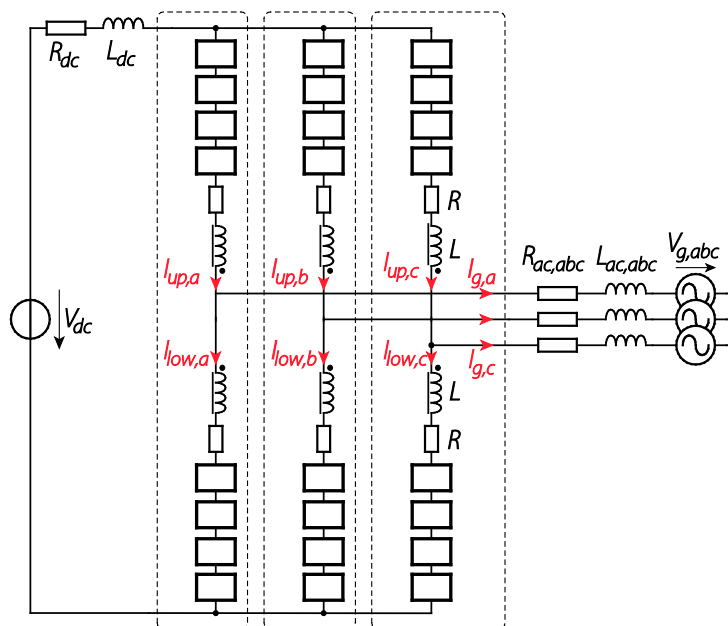 R_dc L_dc
R
L
I_up,a I_up,b I_up,c I_g,a R_ac,abc L_ac,abc V_g,abc
V_dc
I_low,a I_low,b I_low,c I_g,c
L
R